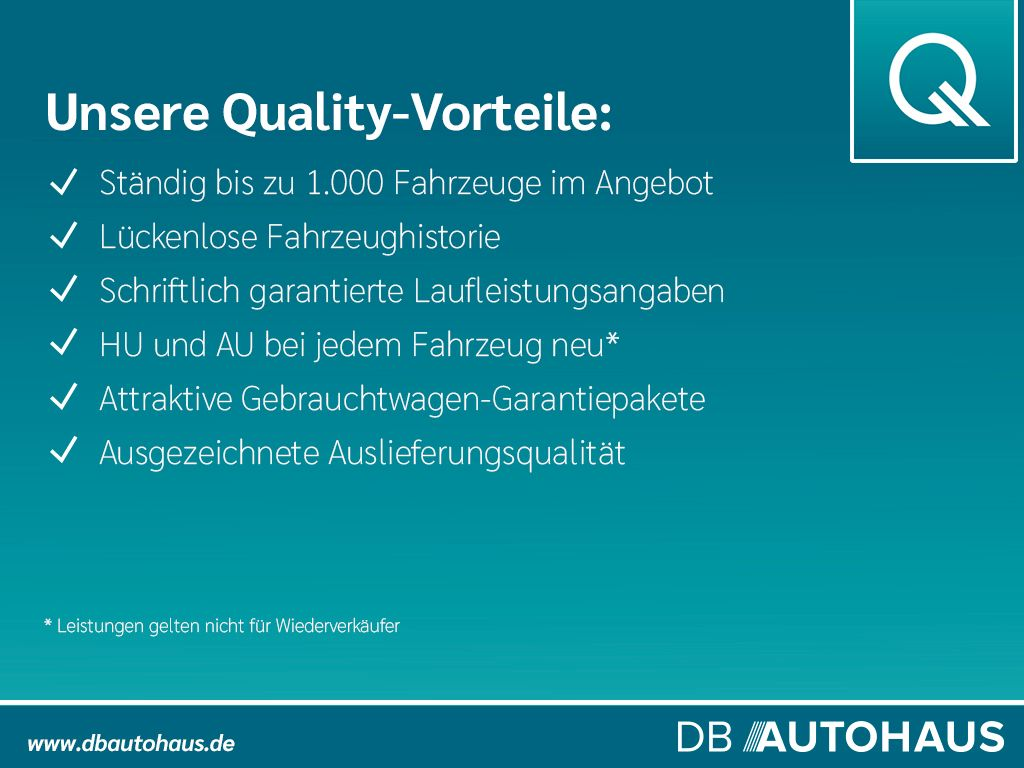 Q
Unsere Quality-Vorteile:
✓ Ständig bis zu 1.000 Fahrzeuge im Angebot
✓ Lückenlose Fahrzeughistorie
✓ Schriftlich garantierte Laufleistungsangaben
✓ HU und AU bei jedem Fahrzeug neu*
✓ Attraktive Gebrauchtwagen-Garantiepakete
✓ Ausgezeichnete Auslieferungsqualität
* Leistungen gelten nicht für Wiederverkäufer
www.dbautohaus.de
DB AUTOHAUS